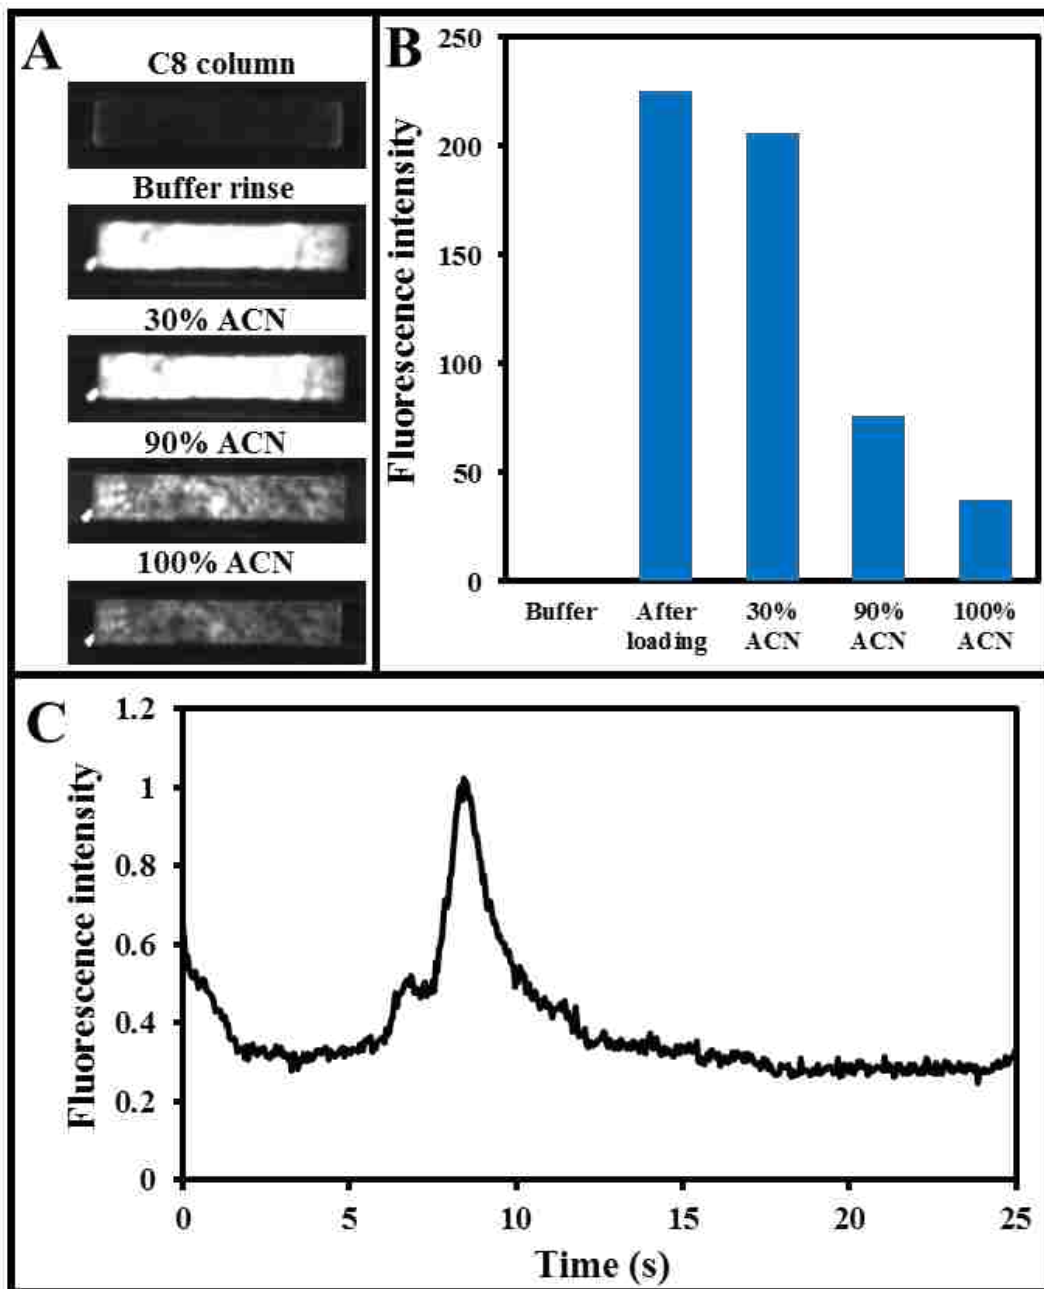 A
C8 column
Buffer rinse
30% ACN
90% ACN
100% ACN
B
Fluorescence intensity
250
200
150
100
50
0
Buffer
After
loading
30%
ACN
90%
ACN
100%
ACN
C
Fluorescence intensity
1.2
1
0.8
0.6
0.4
0.2
0
0
5
10
15
20
25
Time (s)